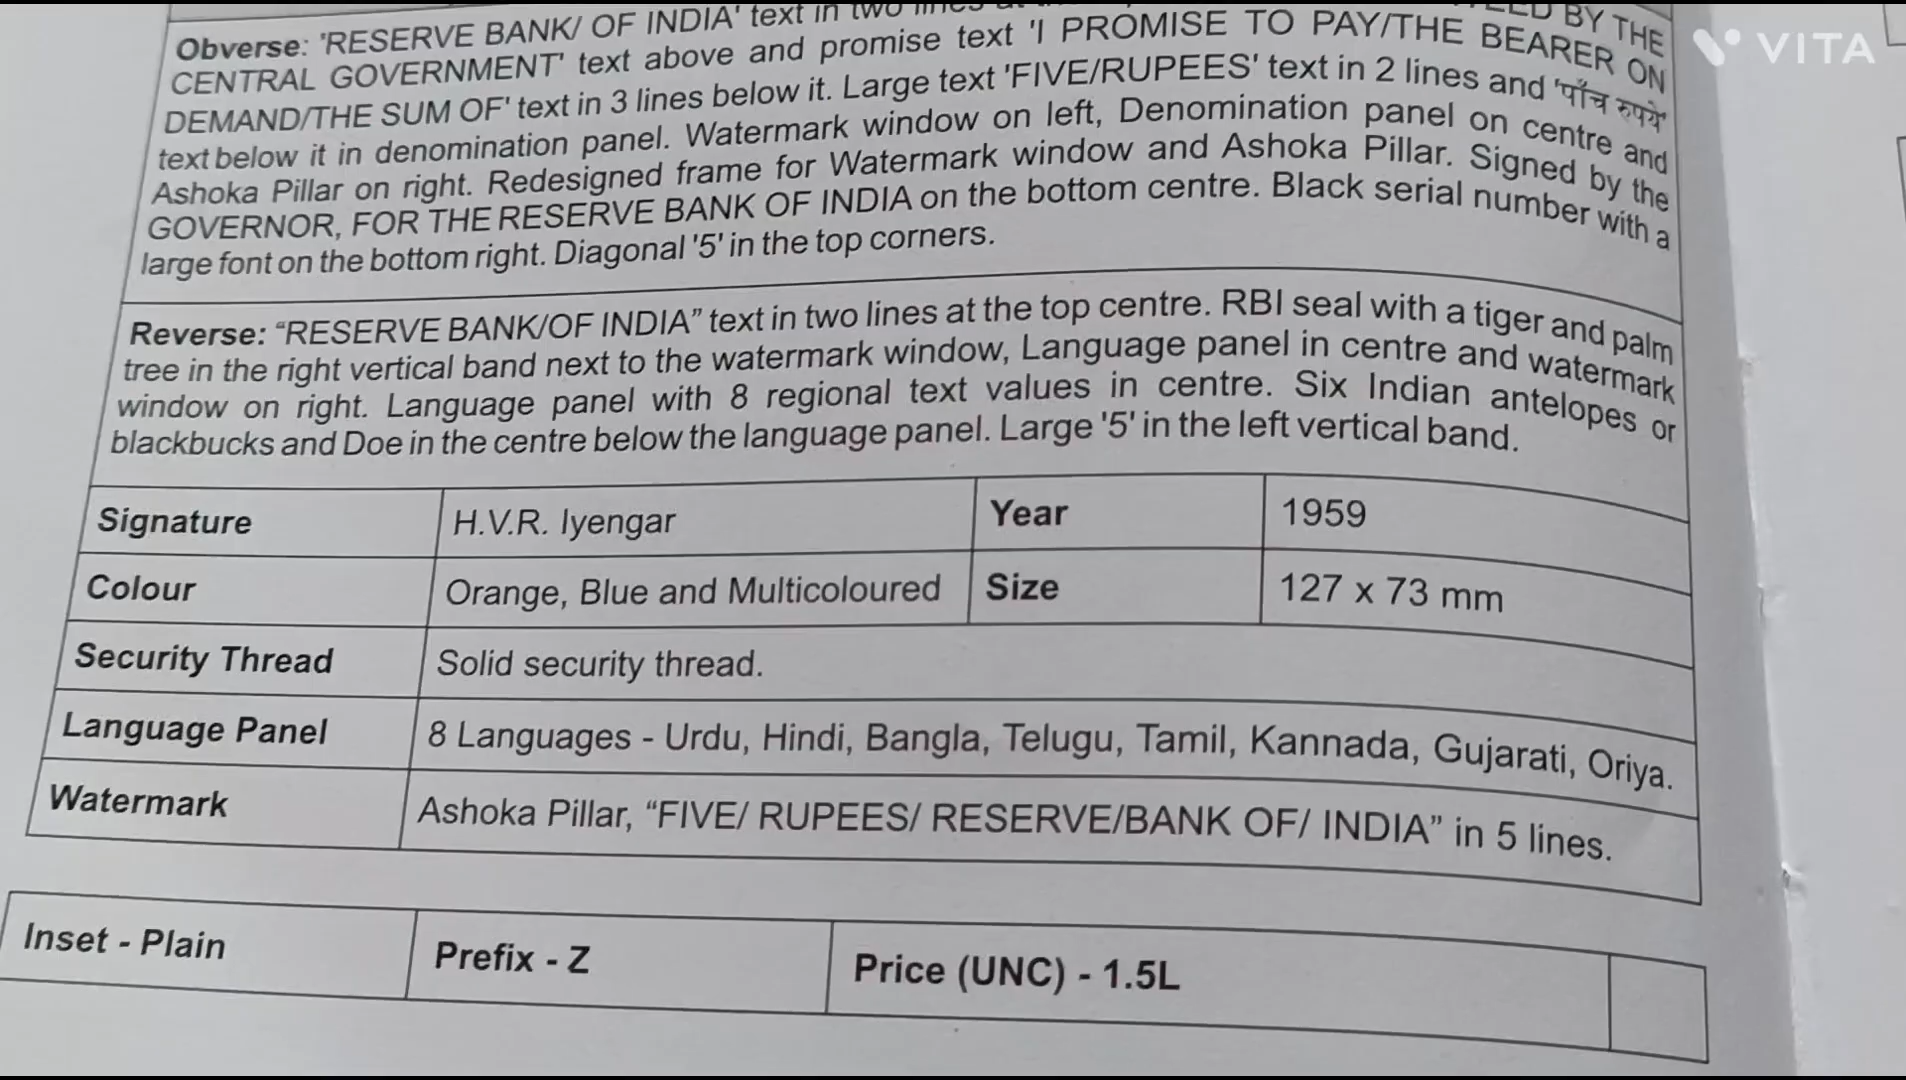 Obverse: 'RESERVE BANK/ OF INDIA' text in two BY THE
CENTRAL GOVERNMENT' text above and promise text 'I PROMISE TO PAY/THE BEARER ON
DEMAND/THE SUM OF' text in 3 lines below it. Large text 'FIVE/RUPEES' text in 2 lines and 'पाँच रुपये'
text below it in denomination panel. Watermark window on left, Denomination panel on centre and
Ashoka Pillar on right. Redesigned frame for Watermark window and Ashoka Pillar. Signed by the
GOVERNOR, FOR THE RESERVE BANK OF INDIA on the bottom centre. Black serial number with a
large font on the bottom right. Diagonal '5' in the top corners.
Reverse: “RESERVE BANK/OF INDIA” text in two lines at the top centre. RBI seal with a tiger and palm
tree in the right vertical band next to the watermark window, Language panel in centre and watermark
window on right. Language panel with 8 regional text values in centre. Six Indian antelopes or
blackbucks and Doe in the centre below the language panel. Large '5' in the left vertical band.
Signature H.V.R. Iyengar Year 1959
Colour Orange, Blue and Multicoloured Size 127 x 73 mm
Security Thread Solid security thread.
Language Panel 8 Languages - Urdu, Hindi, Bangla, Telugu, Tamil, Kannada, Gujarati, Oriya.
Watermark Ashoka Pillar, “FIVE/ RUPEES/ RESERVE/BANK OF/ INDIA” in 5 lines.
Inset - Plain Prefix - Z Price (UNC) - 1.5L
VITA